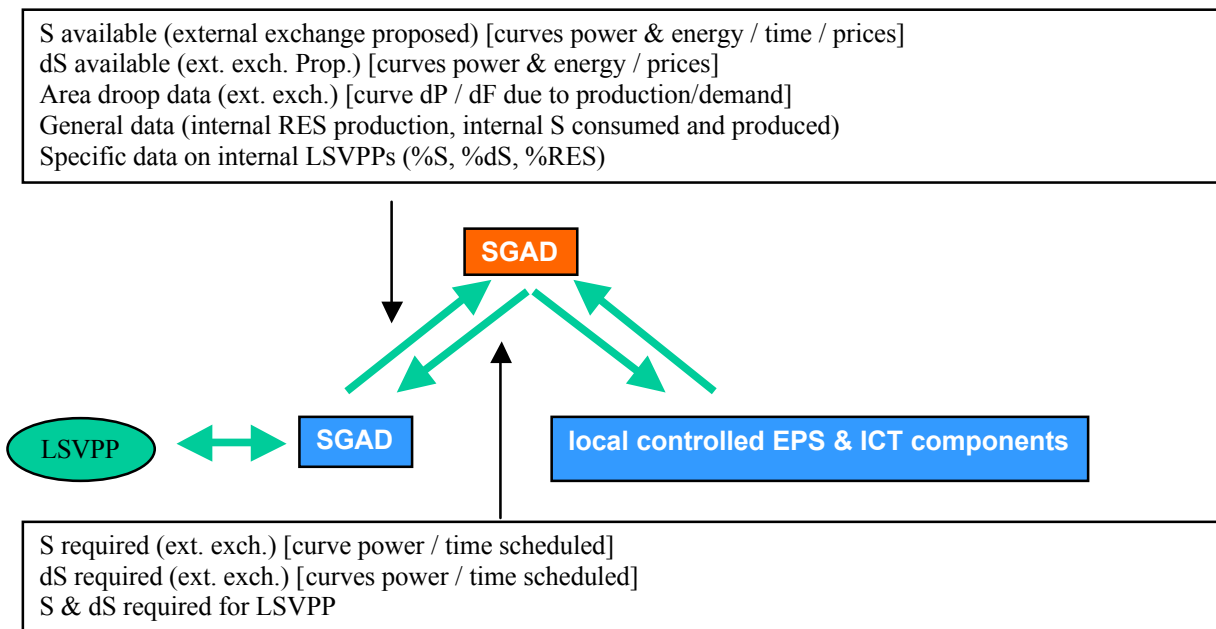 S available (external exchange proposed) [curves power & energy / time / prices]
dS available (ext. exch. Prop.) [curves power & energy / prices]
Area droop data (ext. exch.) [curve dP / dF due to production/demand]
General data (internal RES production, internal S consumed and produced)
Specific data on internal LSVPPs (%S, %dS, %RES)
SGAD
LSVPP
SGAD
local controlled EPS & ICT components
S required (ext. exch.) [curve power / time scheduled]
dS required (ext. exch.) [curves power / time scheduled]
S & dS required for LSVPP